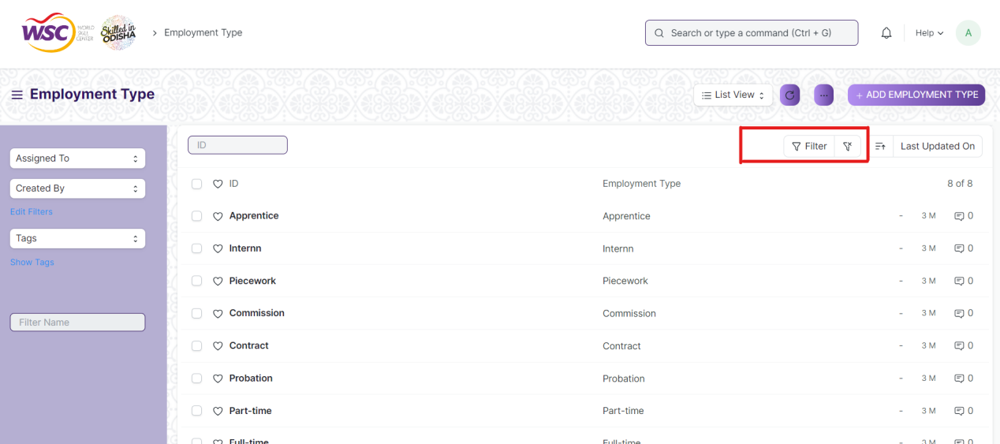 WSC WORLD SKILL CENTER Skilled in ODISHA > Employment Type Search or type a command (Ctrl + G) Help A
Employment Type List View ... + ADD EMPLOYMENT TYPE
Assigned To
Created By
Edit Filters
Tags
Show Tags
Filter Name
ID Filter Last Updated On
ID Employment Type 8 of 8
Apprentice Apprentice - 3 M 0
Internn Internn - 3 M 0
Piecework Piecework - 3 M 0
Commission Commission - 3 M 0
Contract Contract - 3 M 0
Probation Probation - 3 M 0
Part-time Part-time - 3 M 0
Full-time Full-time - 3 M 0